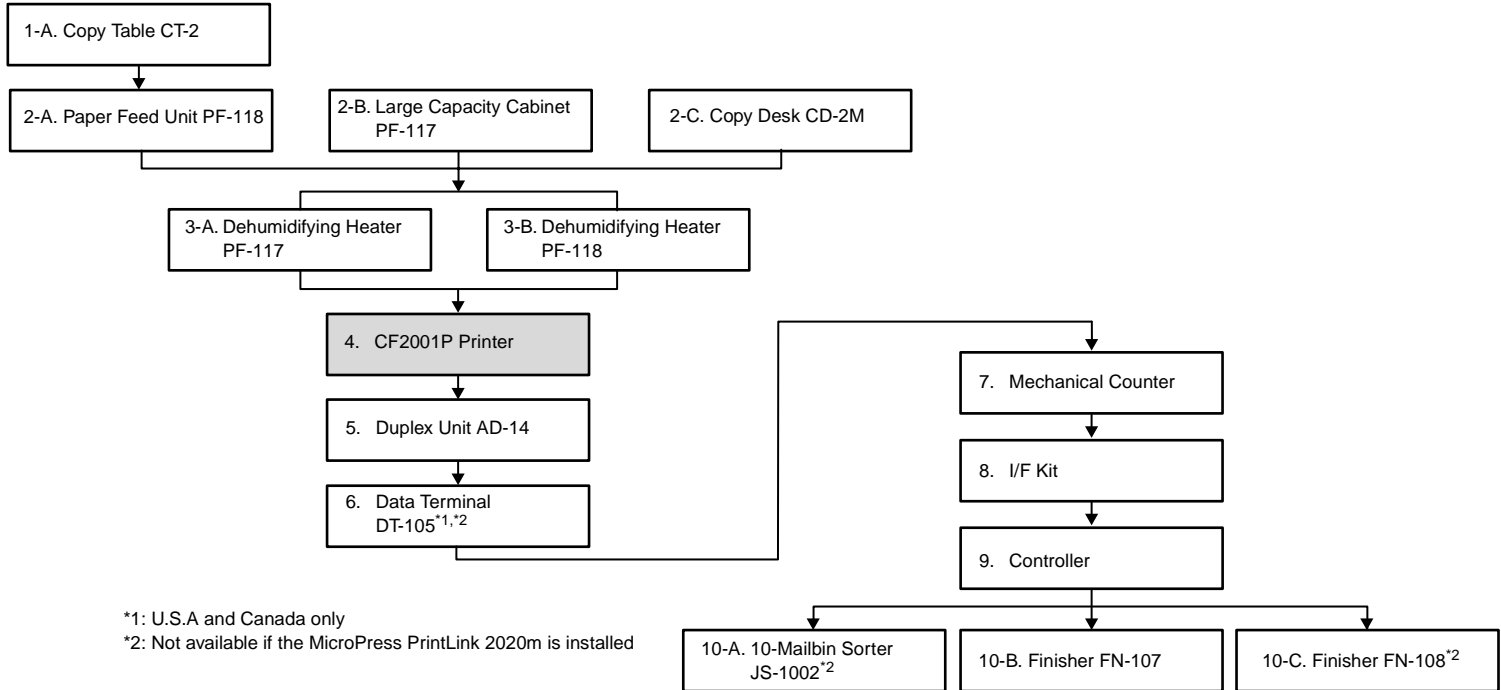 1-A. Copy Table CT-2
2-A. Paper Feed Unit PF-118
2-B. Large Capacity Cabinet
PF-117
2-C. Copy Desk CD-2M
3-A. Dehumidifying Heater
PF-117
3-B. Dehumidifying Heater
PF-118
4. CF2001P Printer
5. Duplex Unit AD-14
6. Data Terminal
DT-105*1,*2
7. Mechanical Counter
8. I/F Kit
9. Controller
10-A. 10-Mailbin Sorter
JS-1002*2
10-B. Finisher FN-107
10-C. Finisher FN-108*2
*1: U.S.A and Canada only
*2: Not available if the MicroPress PrintLink 2020m is installed